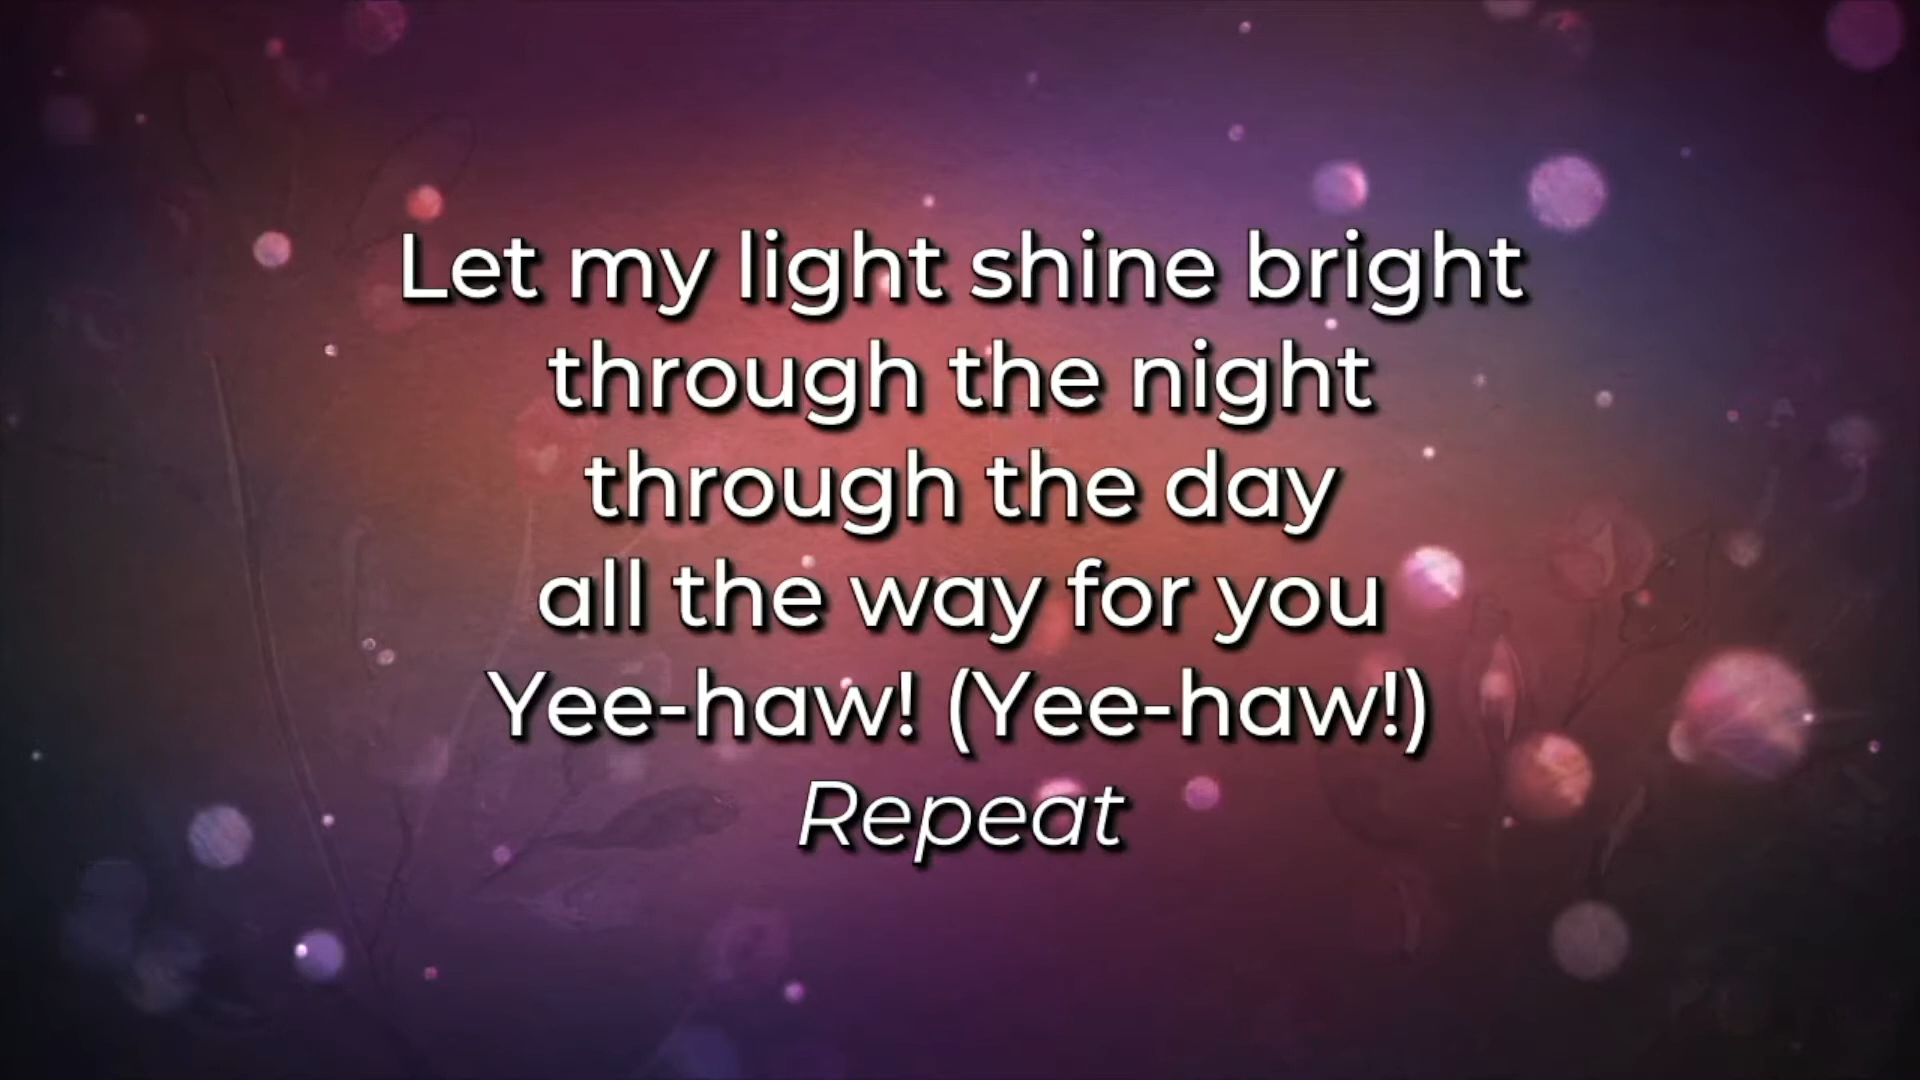 Let my light shine bright
through the night
through the day
all the way for you
Yee-haw! (Yee-haw!)
Repeat